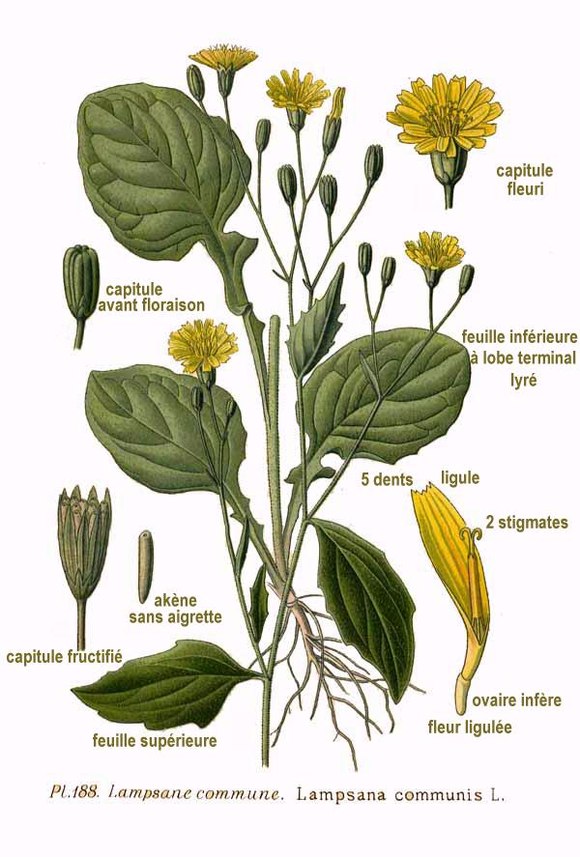 capitule
fleuri
capitule
avant floraison
feuille inférieure
à lobe terminal
lyré
5 dents
ligule
2 stigmates
akène
sans aigrette
capitule fructifié
ovaire infère
feuille supérieure
fleur ligulée
Pl.188. Lampsane commune. Lampsana communis L.